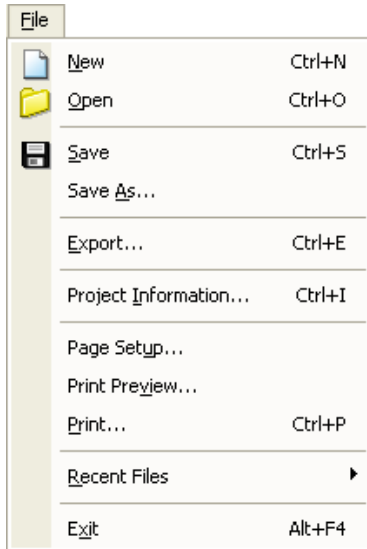 File
New Ctrl+N
Open Ctrl+O
Save Ctrl+S
Save As...
Export... Ctrl+E
Project Information... Ctrl+I
Page Setup...
Print Preview...
Print... Ctrl+P
Recent Files
Exit Alt+F4